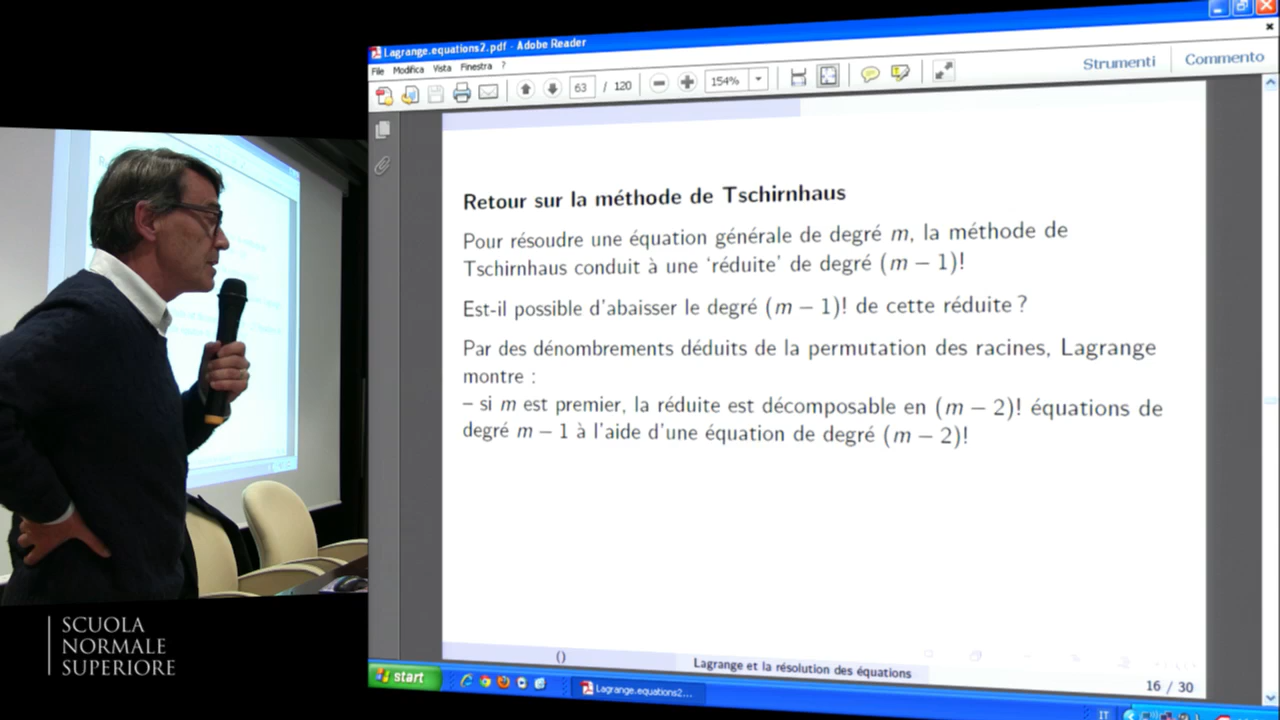 Lagrange.equations2.pdf - Adobe Reader
File Modifica Vista Finestra ?
63 / 120
154%
Strumenti
Commento
Retour sur la méthode de Tschirnhaus
Pour résoudre une équation générale de degré m, la méthode de
Tschirnhaus conduit à une ‘réduite’ de degré (m − 1)!
Est-il possible d’abaisser le degré (m − 1)! de cette réduite ?
Par des dénombrements déduits de la permutation des racines, Lagrange
montre :
– si m est premier, la réduite est décomposable en (m − 2)! équations de
degré m − 1 à l’aide d’une équation de degré (m − 2)!
()
Lagrange et la résolution des équations
16 / 30
start
Lagrange.equations2...
IT
SCUOLA
NORMALE
SUPERIORE